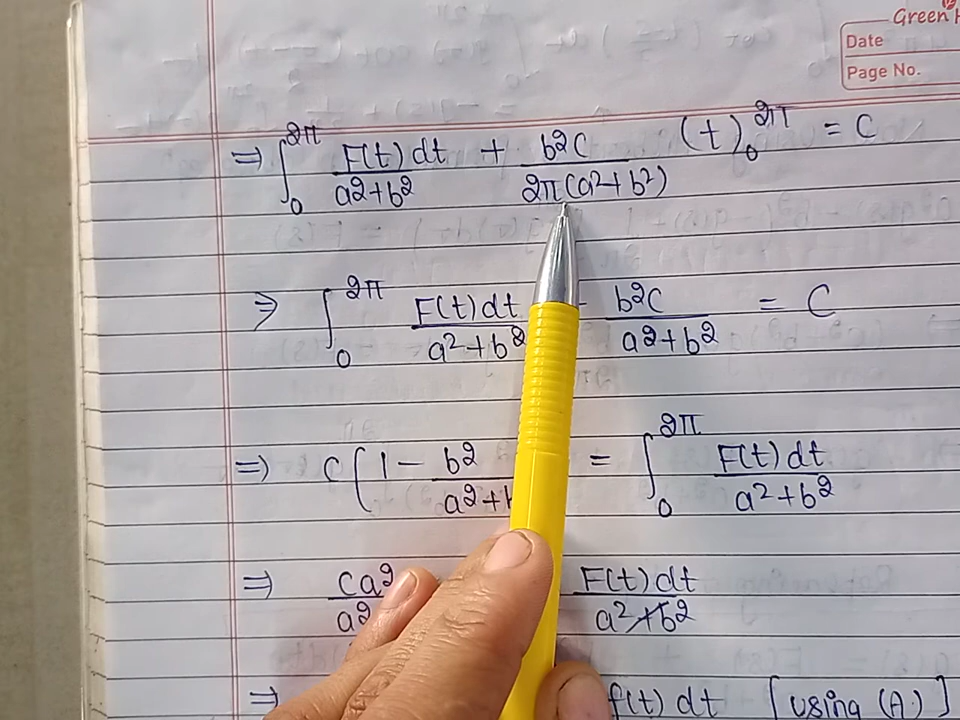 Green
Date
Page No.
⇒ ∫₀^2π F(t) dt / a²+b² + b²c / 2π(a²+b²) (t)₀^2π = C
⇒ ∫₀^2π F(t) dt / a²+b² b²c / a²+b² = C
⇒ C(1 - b² / a²+ = ∫₀^2π F(t) dt / a²+b²
⇒ ca² / a² F(t) dt / a²+b²
⇒ f(t) dt [using (A)]